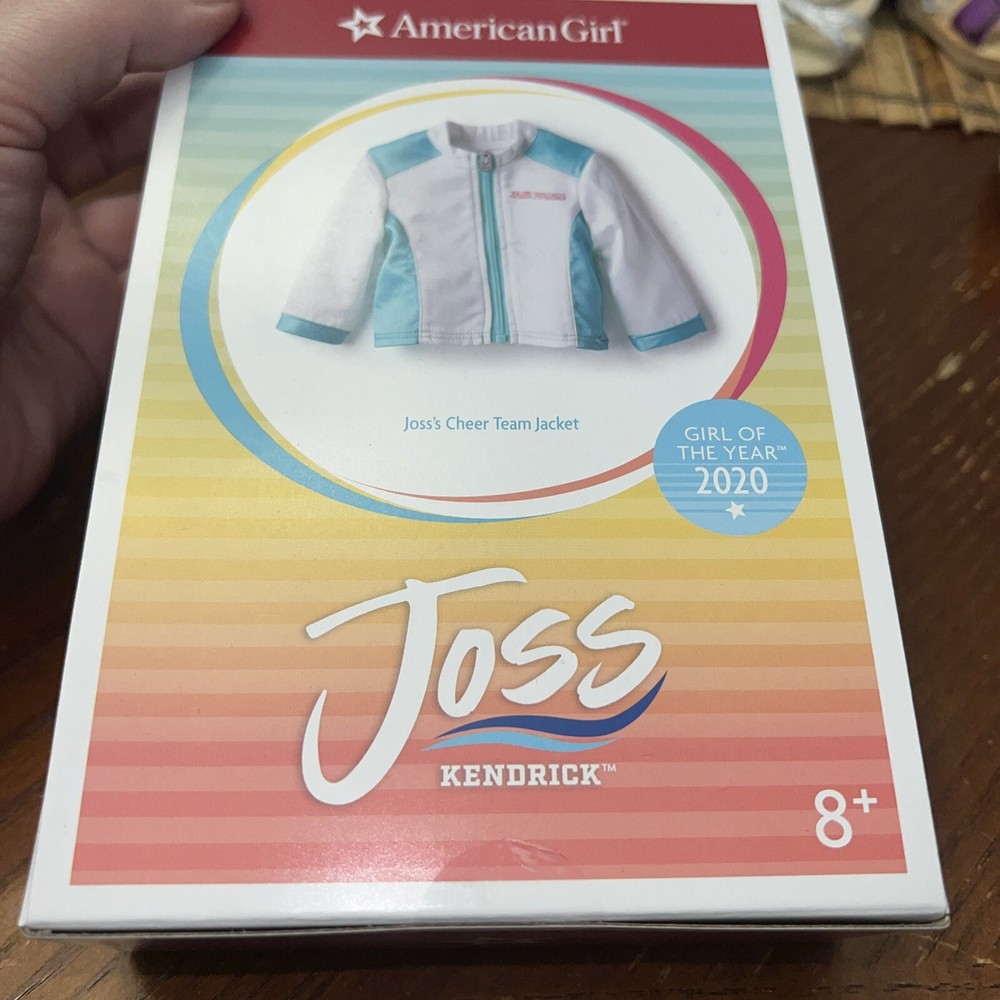 American Girl®
Joss's Cheer Team Jacket
GIRL OF
THE YEAR™
2020
Joss
KENDRICK™
8+